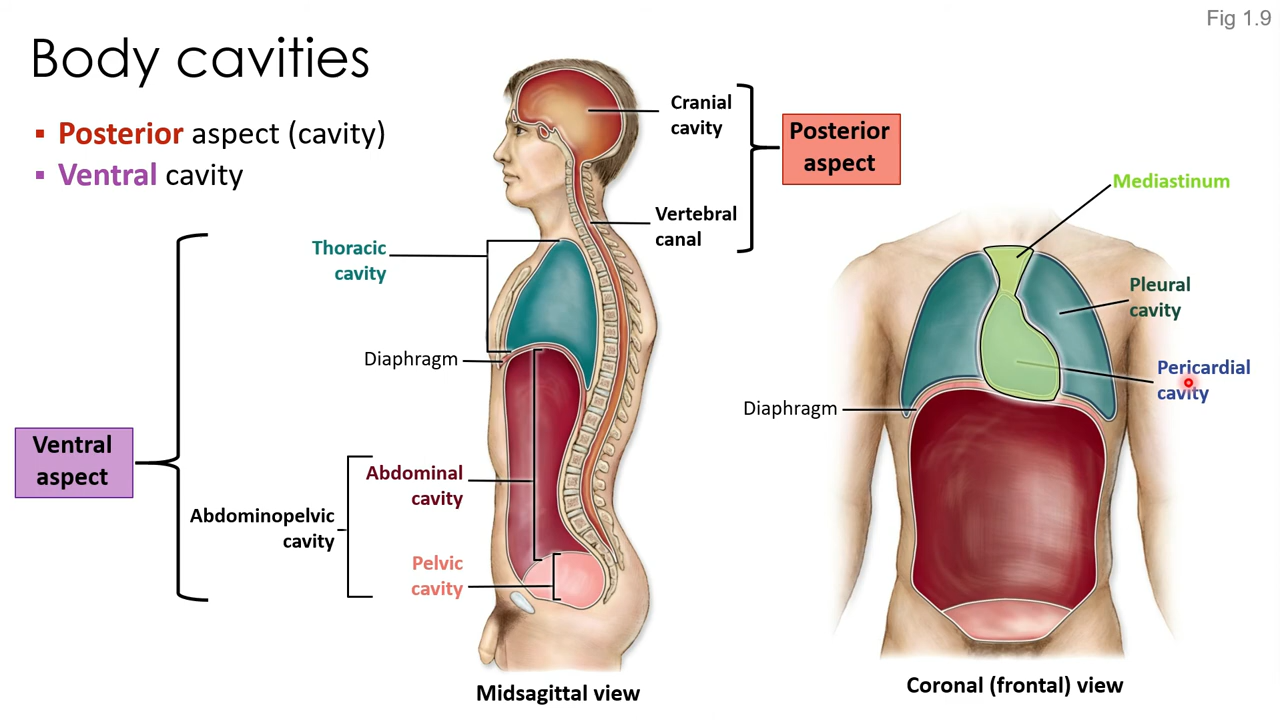 Fig 1.9
Body cavities
▪ Posterior aspect (cavity)
▪ Ventral cavity
Cranial
cavity
Posterior
aspect
Vertebral
canal
Thoracic
cavity
Diaphragm
Ventral
aspect
Abdominal
cavity
Abdominopelvic
cavity
Pelvic
cavity
Midsagittal view
Mediastinum
Pleural
cavity
Pericardial
cavity
Diaphragm
Coronal (frontal) view